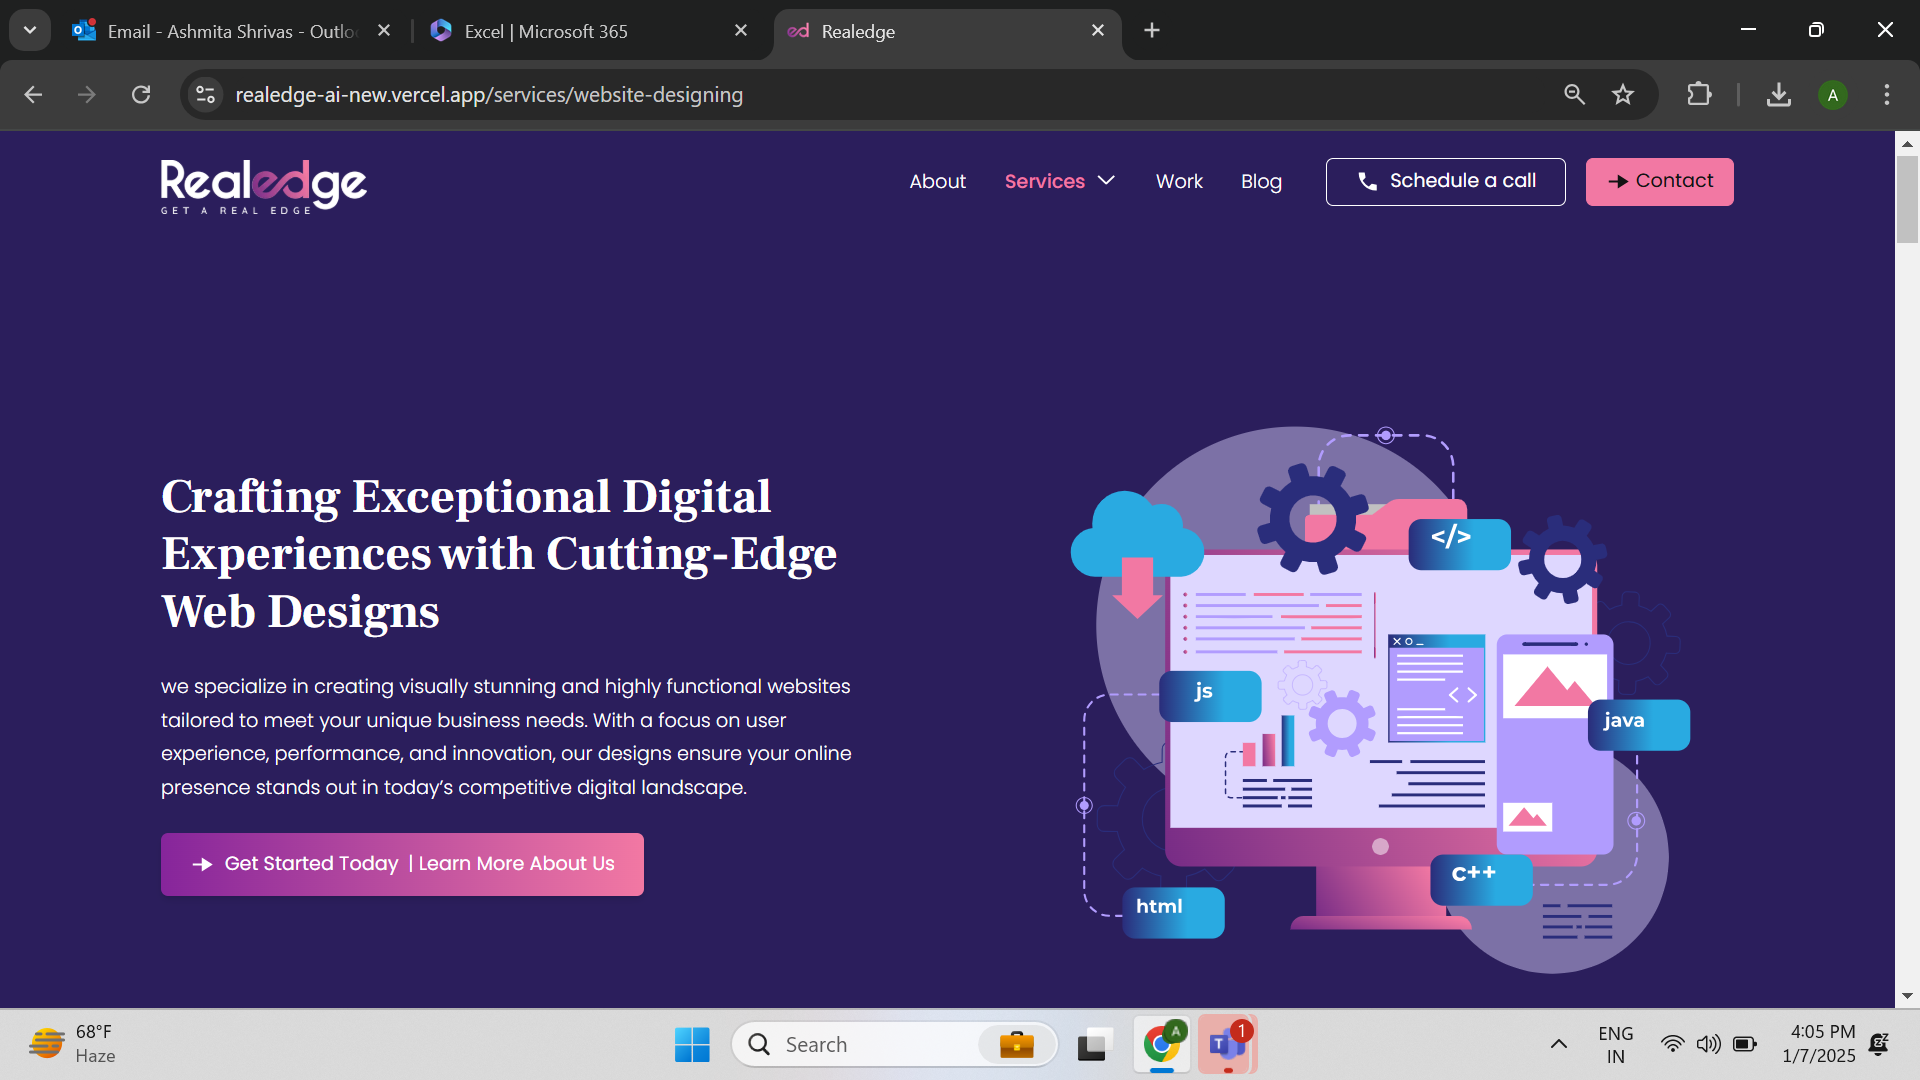 Email - Ashmita Shrivas - Outlo
Excel | Microsoft 365
Realedge
realedge-ai-new.vercel.app/services/website-designing
A
Realedge
GET A REAL EDGE
About
Services
Work
Blog
Schedule a call
Contact
Crafting Exceptional Digital
Experiences with Cutting-Edge
Web Designs
we specialize in creating visually stunning and highly functional websites
tailored to meet your unique business needs. With a focus on user
experience, performance, and innovation, our designs ensure your online
presence stands out in today’s competitive digital landscape.
Get Started Today | Learn More About Us
</>
js
< >
java
c++
html
68°F
Haze
Search
A
T
1
ENG
IN
4:05 PM
1/7/2025